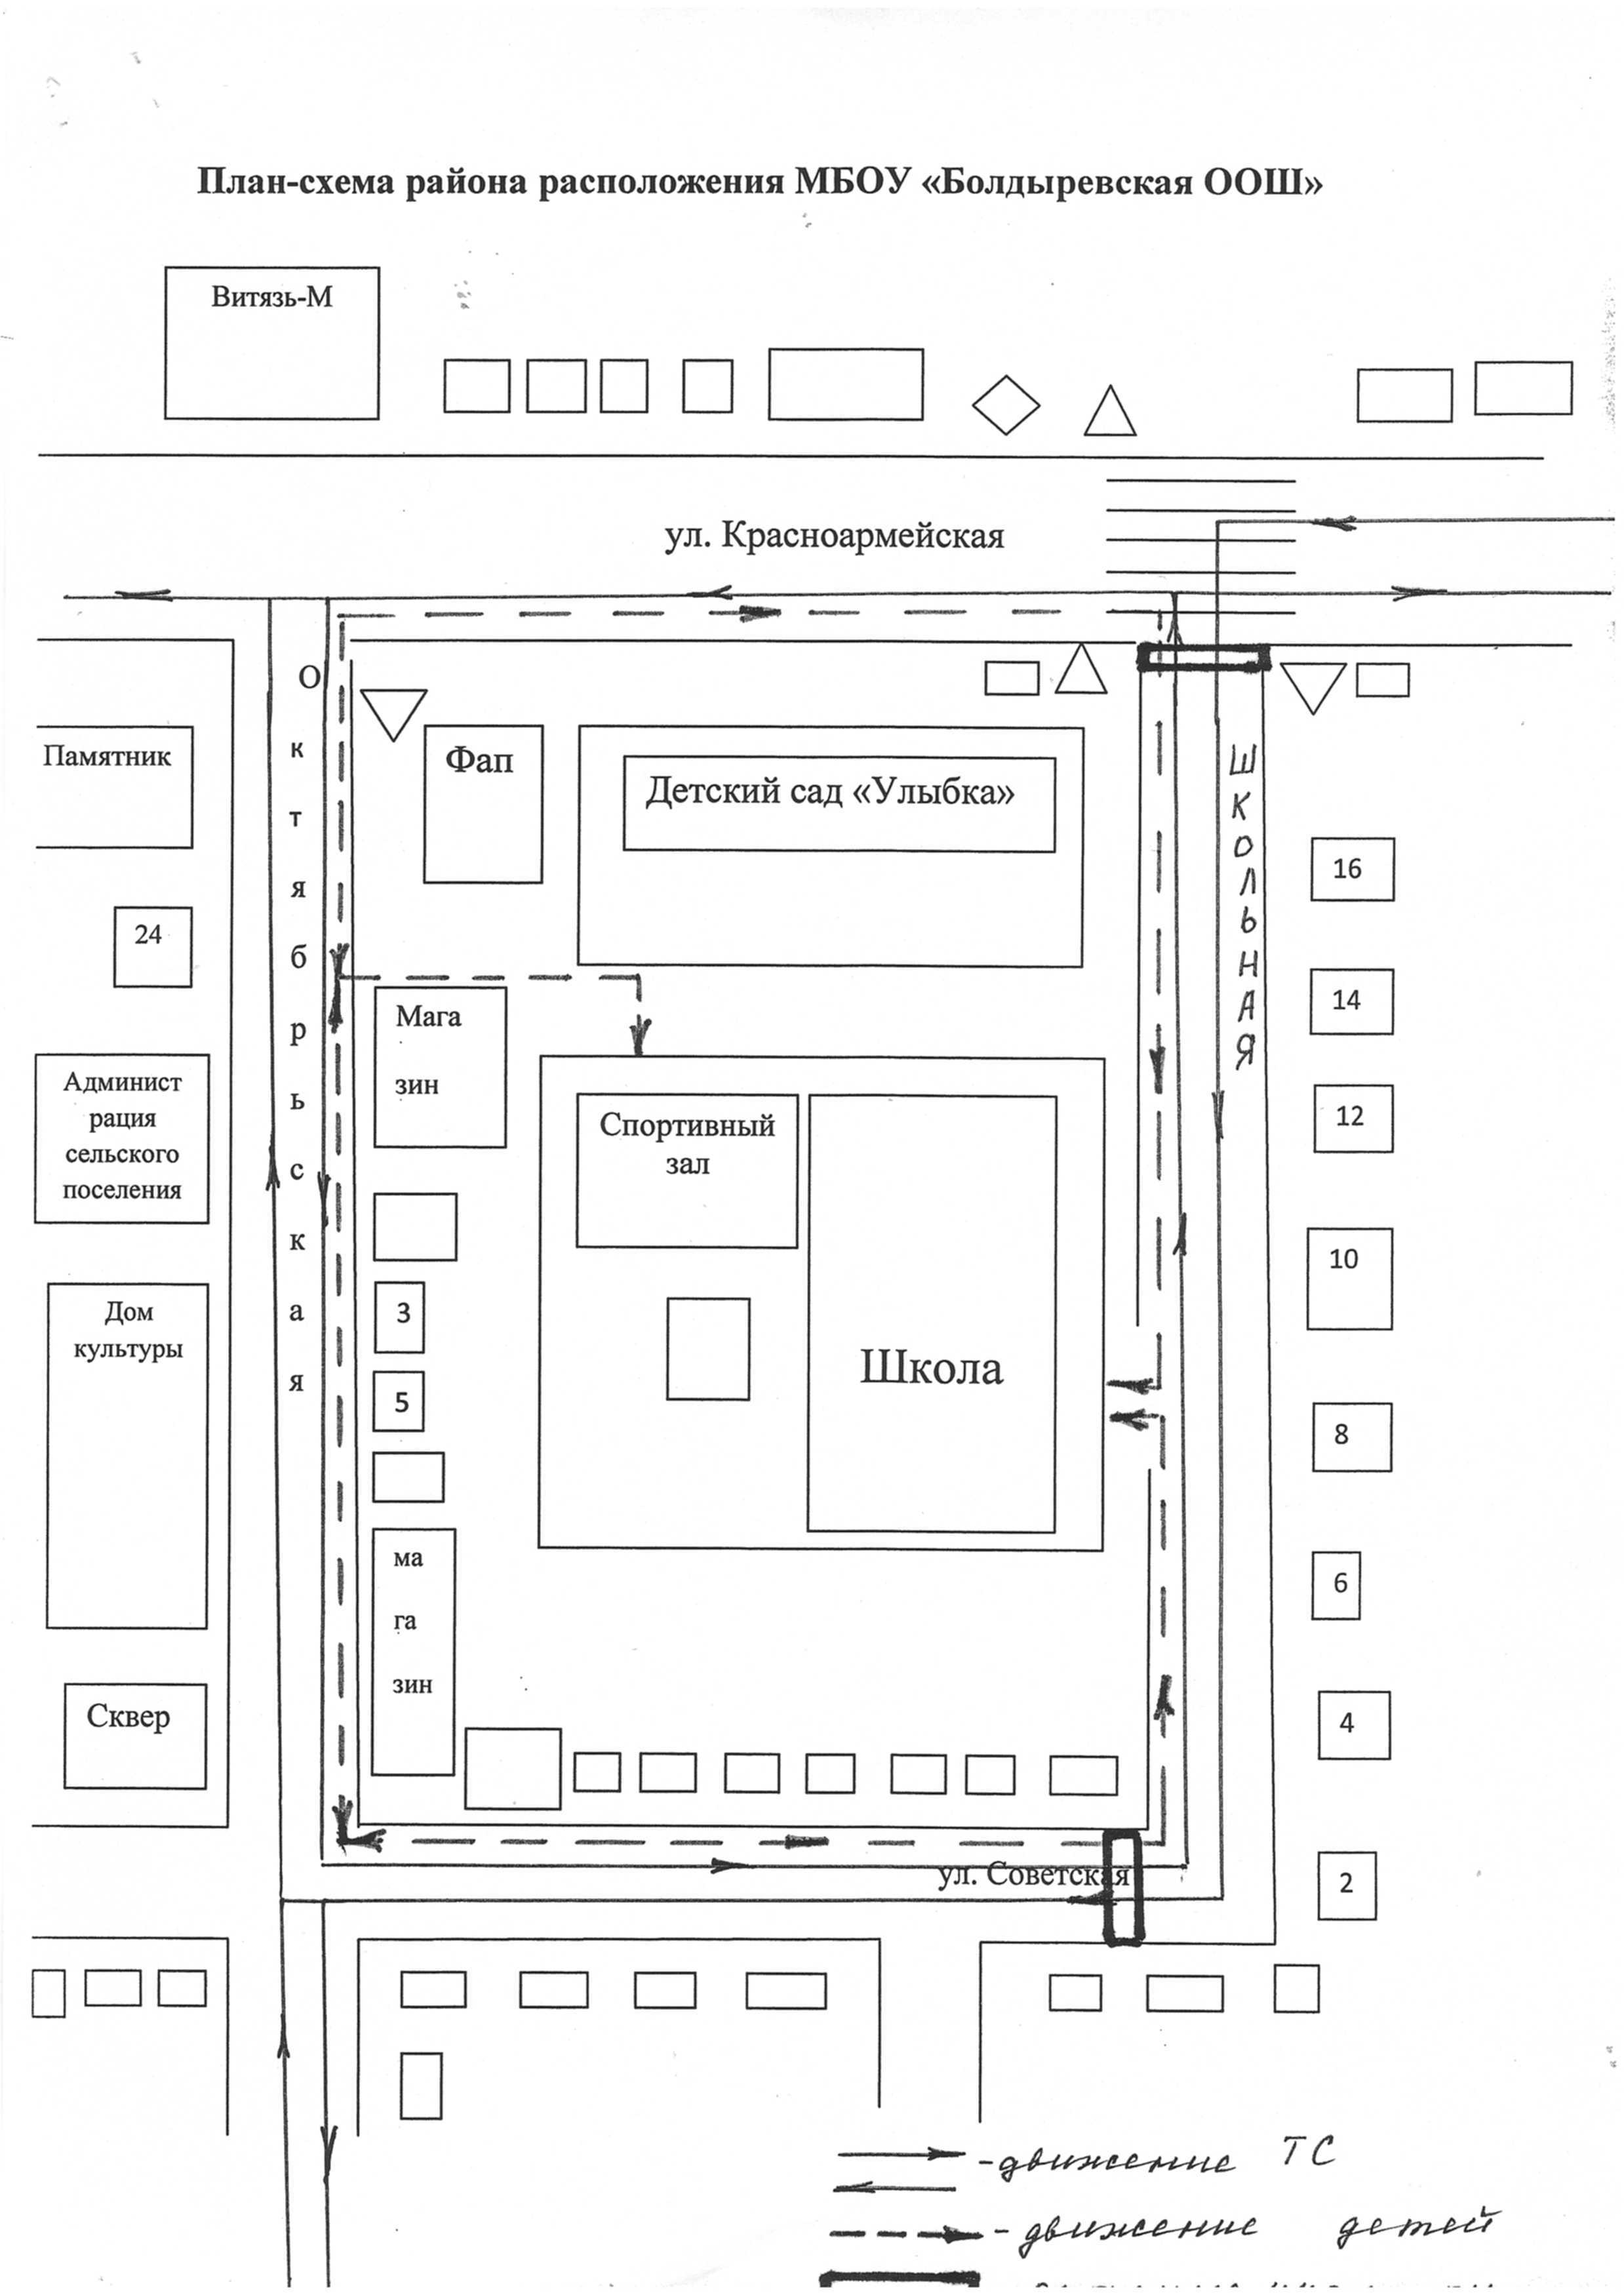 План-схема района расположения МБОУ «Болдыревская ООШ»
Витязь-М
ул. Красноармейская
Октябрьская
ШКОЛЬНАЯ
Памятник
Фап
Детский сад «Улыбка»
16
24
14
Мага
зин
Админист
рация
сельского
поселения
12
Спортивный
зал
10
Дом
культуры
3
Школа
5
8
ма
га
зин
6
Сквер
4
ул. Советская
2
-движение ТС
- движение детей